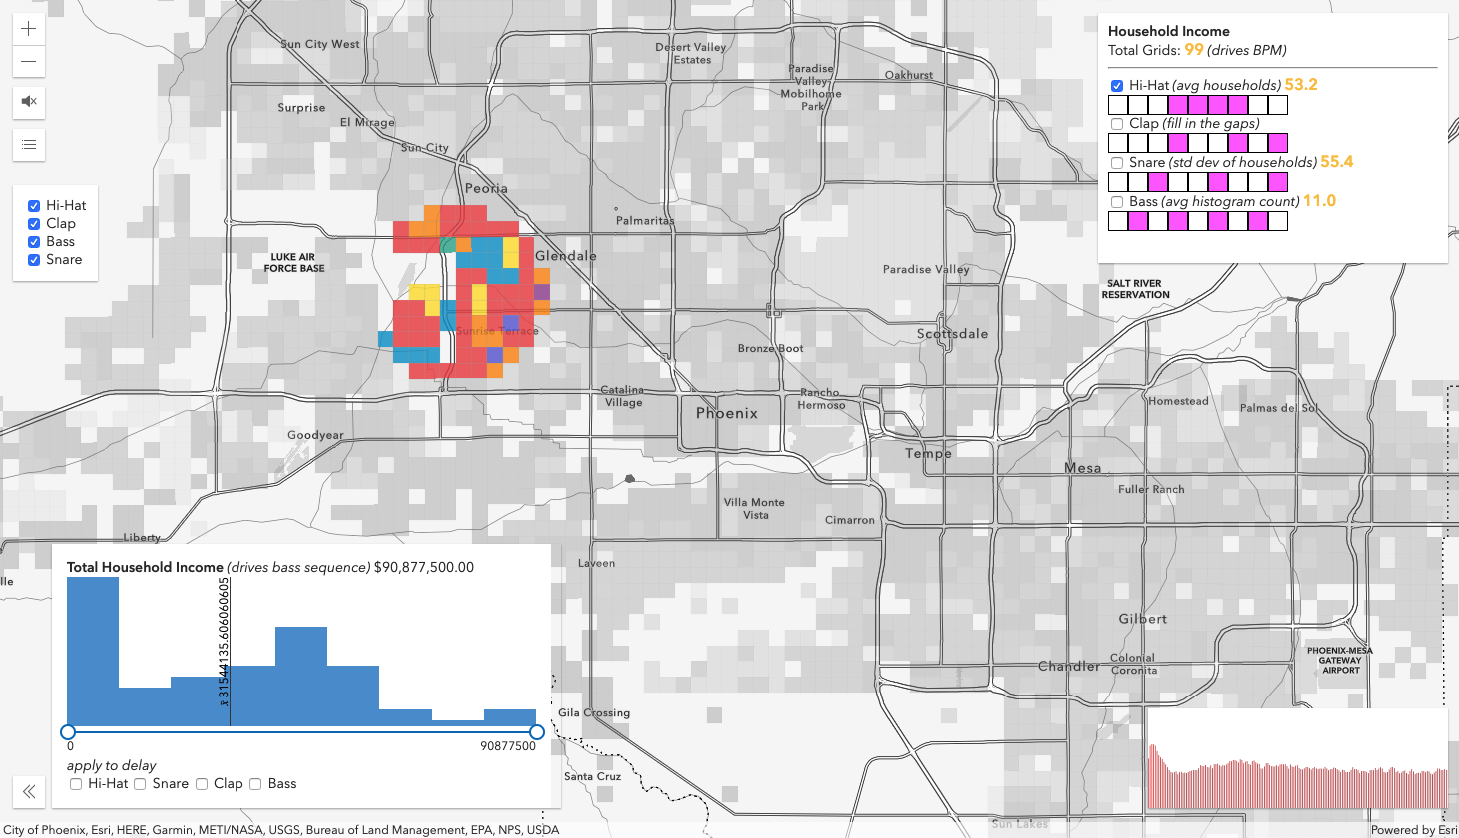 Sun City West
Desert Valley
Estates
Paradise
Valley
Mobilhome
Park
Oakhurst
Surprise
El Mirage
Sun City
Peoria
Palmaritas
Glendale
LUKE AIR
FORCE BASE
Paradise Valley
SALT RIVER
RESERVATION
Sunrise Terrace
Scottsdale
Bronze Boot
Catalina
Village
Rancho
Hermoso
Phoenix
Homestead
Palmas del Sol
Goodyear
Tempe
Mesa
Fuller Ranch
Villa Monte
Vista
Cimarron
Liberty
lle
Laveen
Gilbert
Chandler
Colonial
Coronita
PHOENIX-MESA
GATEWAY
AIRPORT
Gila Crossing
Santa Cruz
Sun Lakes
Hi-Hat
Clap
Bass
Snare
Household Income
Total Grids: 99 (drives BPM)
Hi-Hat (avg households) 53.2
Clap (fill in the gaps)
Snare (std dev of households) 55.4
Bass (avg histogram count) 11.0
Total Household Income (drives bass sequence) $90,877,500.00
x̄ 31544135.606060605
0
90877500
apply to delay
Hi-Hat Snare Clap Bass
City of Phoenix, Esri, HERE, Garmin, METI/NASA, USGS, Bureau of Land Management, EPA, NPS, USDA
Powered by Esri